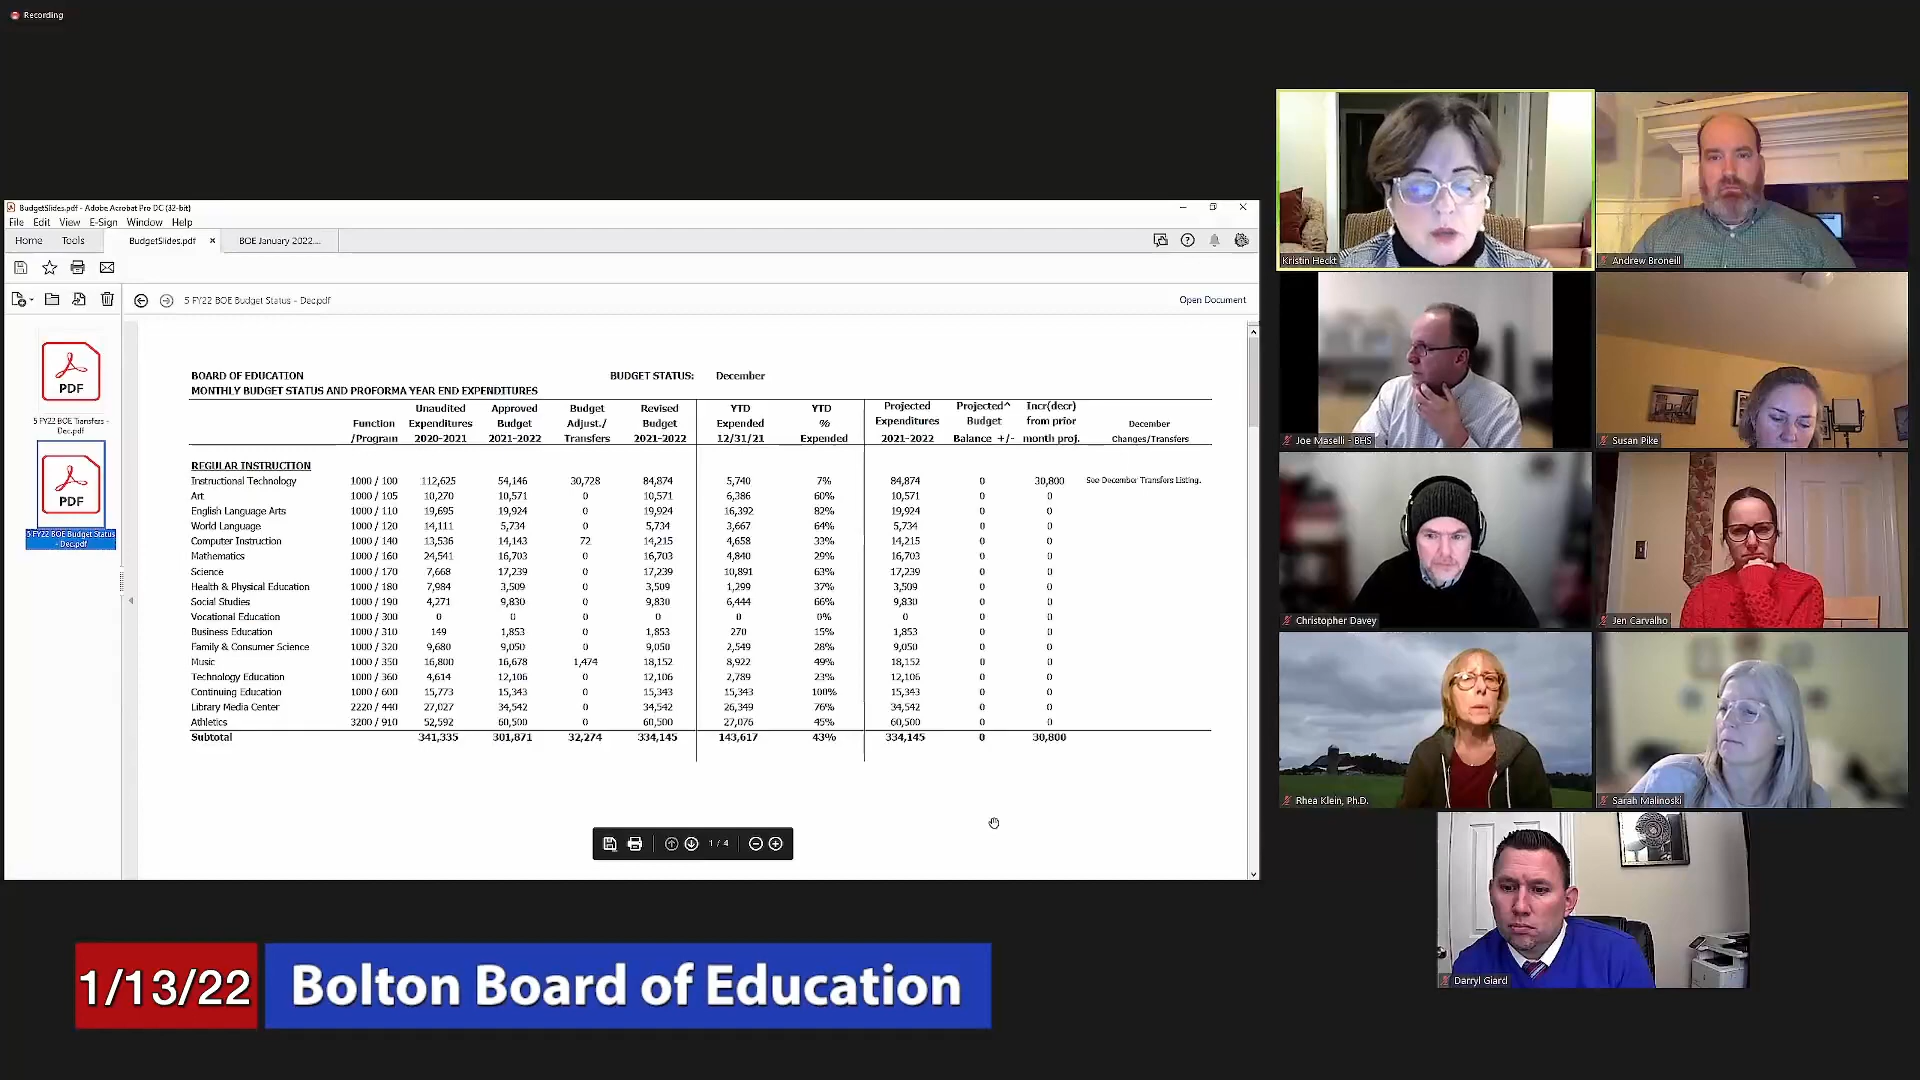 Recording
BudgetSlides.pdf - Adobe Acrobat Pro DC (32-bit)
File Edit View E-Sign Window Help
Home Tools BudgetSlides.pdf × BOE January 2022...
5 FY22 BOE Budget Status - Dec.pdf Open Document
PDF
5 FY22 BOE Transfers -
Dec.pdf
PDF
5 FY22 BOE Budget Status
- Dec.pdf
BOARD OF EDUCATION BUDGET STATUS: December
MONTHLY BUDGET STATUS AND PROFORMA YEAR END EXPENDITURES
Unaudited Approved Budget Revised YTD YTD Projected Projected^ Incr(decr)
Function Expenditures Budget Adjust./ Budget Expended % Expenditures Budget from prior December
/Program 2020-2021 2021-2022 Transfers 2021-2022 12/31/21 Expended 2021-2022 Balance +/- month proj. Changes/Transfers
REGULAR INSTRUCTION
Instructional Technology 1000 / 100 112,625 54,146 30,728 84,874 5,740 7% 84,874 0 30,800 See December Transfers Listing.
Art 1000 / 105 10,270 10,571 0 10,571 6,386 60% 10,571 0 0
English Language Arts 1000 / 110 19,695 19,924 0 19,924 16,392 82% 19,924 0 0
World Language 1000 / 120 14,111 5,734 0 5,734 3,667 64% 5,734 0 0
Computer Instruction 1000 / 140 13,536 14,143 72 14,215 4,658 33% 14,215 0 0
Mathematics 1000 / 160 24,541 16,703 0 16,703 4,840 29% 16,703 0 0
Science 1000 / 170 7,668 17,239 0 17,239 10,891 63% 17,239 0 0
Health & Physical Education 1000 / 180 7,984 3,509 0 3,509 1,299 37% 3,509 0 0
Social Studies 1000 / 190 4,271 9,830 0 9,830 6,444 66% 9,830 0 0
Vocational Education 1000 / 300 0 0 0 0 0 0% 0 0 0
Business Education 1000 / 310 149 1,853 0 1,853 270 15% 1,853 0 0
Family & Consumer Science 1000 / 320 9,680 9,050 0 9,050 2,549 28% 9,050 0 0
Music 1000 / 350 16,800 16,678 1,474 18,152 8,922 49% 18,152 0 0
Technology Education 1000 / 360 4,614 12,106 0 12,106 2,789 23% 12,106 0 0
Continuing Education 1000 / 600 15,773 15,343 0 15,343 15,343 100% 15,343 0 0
Library Media Center 2220 / 440 27,027 34,542 0 34,542 26,349 76% 34,542 0 0
Athletics 3200 / 910 52,592 60,500 0 60,500 27,076 45% 60,500 0 0
Subtotal 341,335 301,871 32,274 334,145 143,617 43% 334,145 0 30,800
1 / 4
Kristin Heckt
Andrew Broneill
Joe Maselli - BHS
Susan Pike
Christopher Davey
Jen Carvalho
Rhea Klein, Ph.D.
Sarah Malinoski
Darryl Giard
1/13/22 Bolton Board of Education